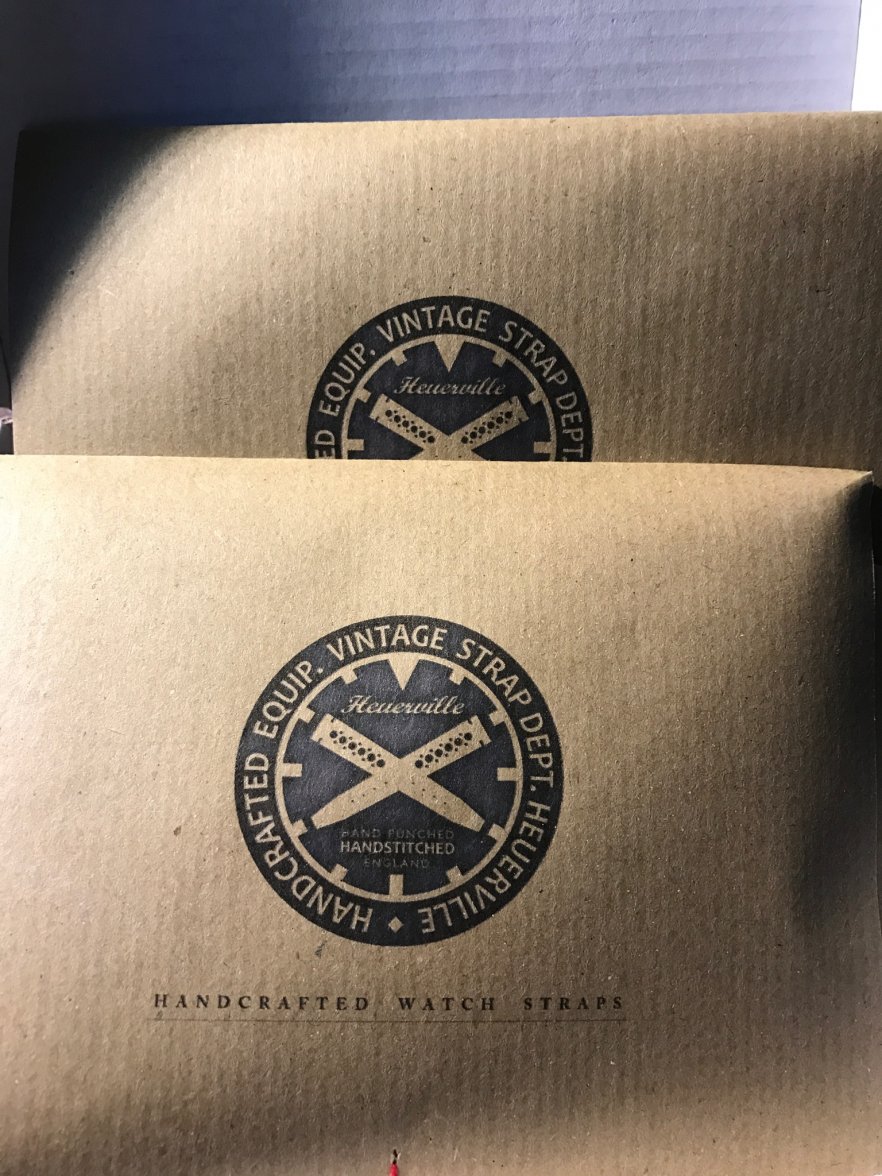 ED EQUIP. VINTAGE STRAP DEPT.
Heuerville
HANDCRAFTED EQUIP. VINTAGE STRAP DEPT. HEUERVILLE
Heuerville
HAND PUNCHED
HANDSTITCHED
ENGLAND
HANDCRAFTED WATCH STRAPS